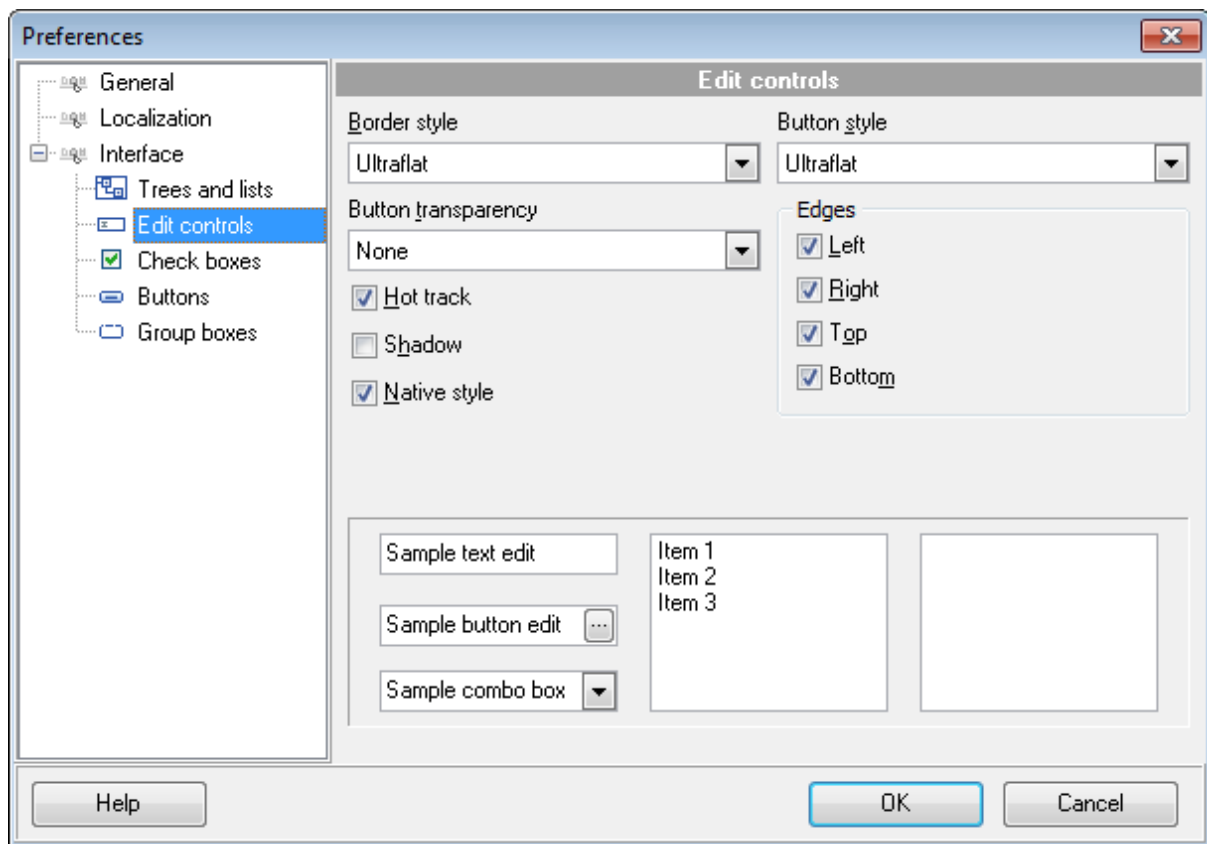 Preferences
General
Localization
Interface
Trees and lists
Edit controls
Check boxes
Buttons
Group boxes
Edit controls
Border style
Ultraflat
Button transparency
None
Hot track
Shadow
Native style
Button style
Ultraflat
Edges
Left
Right
Top
Bottom
Sample text edit
Sample button edit
...
Sample combo box
Item 1
Item 2
Item 3
Help
OK
Cancel